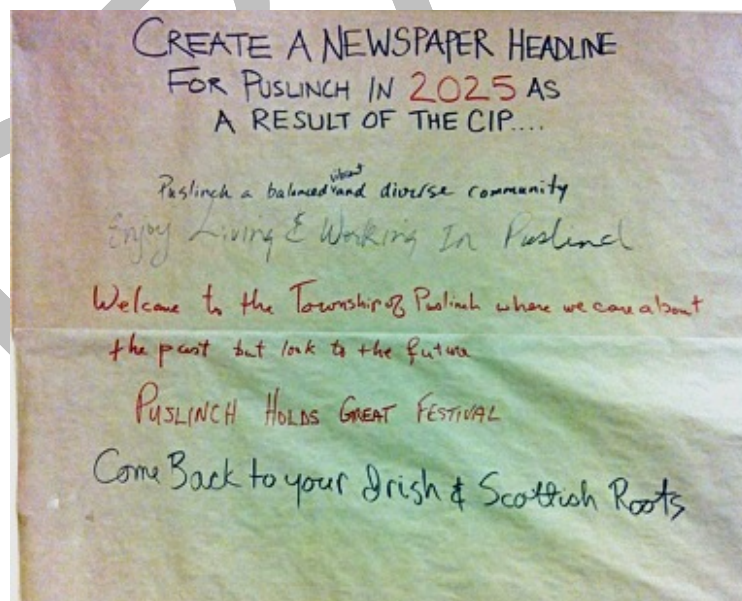 CREATE A NEWSPAPER HEADLINE
FOR PUSLINCH IN 2025 AS
A RESULT OF THE CIP....
Puslinch a balanced vibrant and diverse community
Enjoy Living & Working In Puslinch
Welcome to the Township of Puslinch where we care about
the past but look to the future
PUSLINCH HOLDS GREAT FESTIVAL
Come Back to your Irish & Scottish Roots